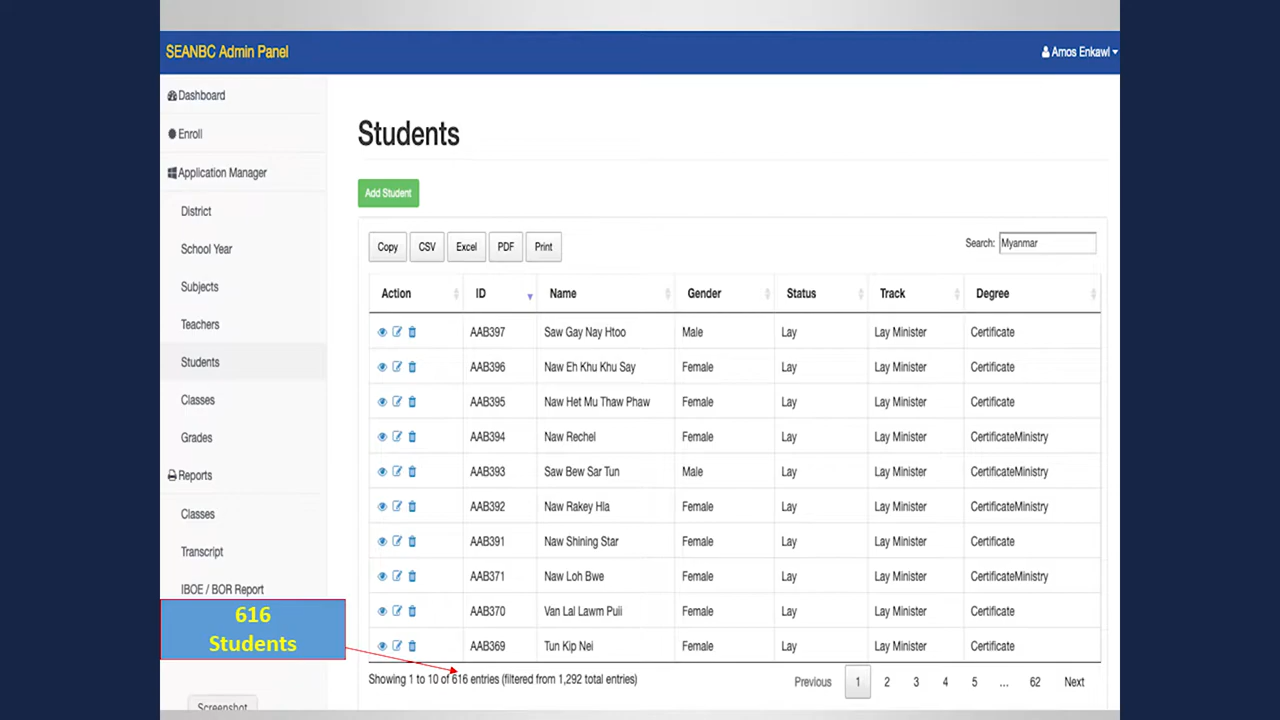 SEANBC Admin Panel
Amos Enkawl
Dashboard
Enroll
Application Manager
District
School Year
Subjects
Teachers
Students
Classes
Grades
Reports
Classes
Transcript
IBOE / BOR Report
616
Students
Screenshot
Students
Add Student
Copy CSV Excel PDF Print
Search: Myanmar
Action ID Name Gender Status Track Degree
AAB397 Saw Gay Nay Htoo Male Lay Lay Minister Certificate
AAB396 Naw Eh Khu Khu Say Female Lay Lay Minister Certificate
AAB395 Naw Het Mu Thaw Phaw Female Lay Lay Minister Certificate
AAB394 Naw Rechel Female Lay Lay Minister CertificateMinistry
AAB393 Saw Bew Sar Tun Male Lay Lay Minister CertificateMinistry
AAB392 Naw Rakey Hla Female Lay Lay Minister CertificateMinistry
AAB391 Naw Shining Star Female Lay Lay Minister Certificate
AAB371 Naw Loh Bwe Female Lay Lay Minister CertificateMinistry
AAB370 Van Lal Lawm Puii Female Lay Lay Minister Certificate
AAB369 Tun Kip Nei Female Lay Lay Minister Certificate
Showing 1 to 10 of 616 entries (filtered from 1,292 total entries)
Previous 1 2 3 4 5 ... 62 Next